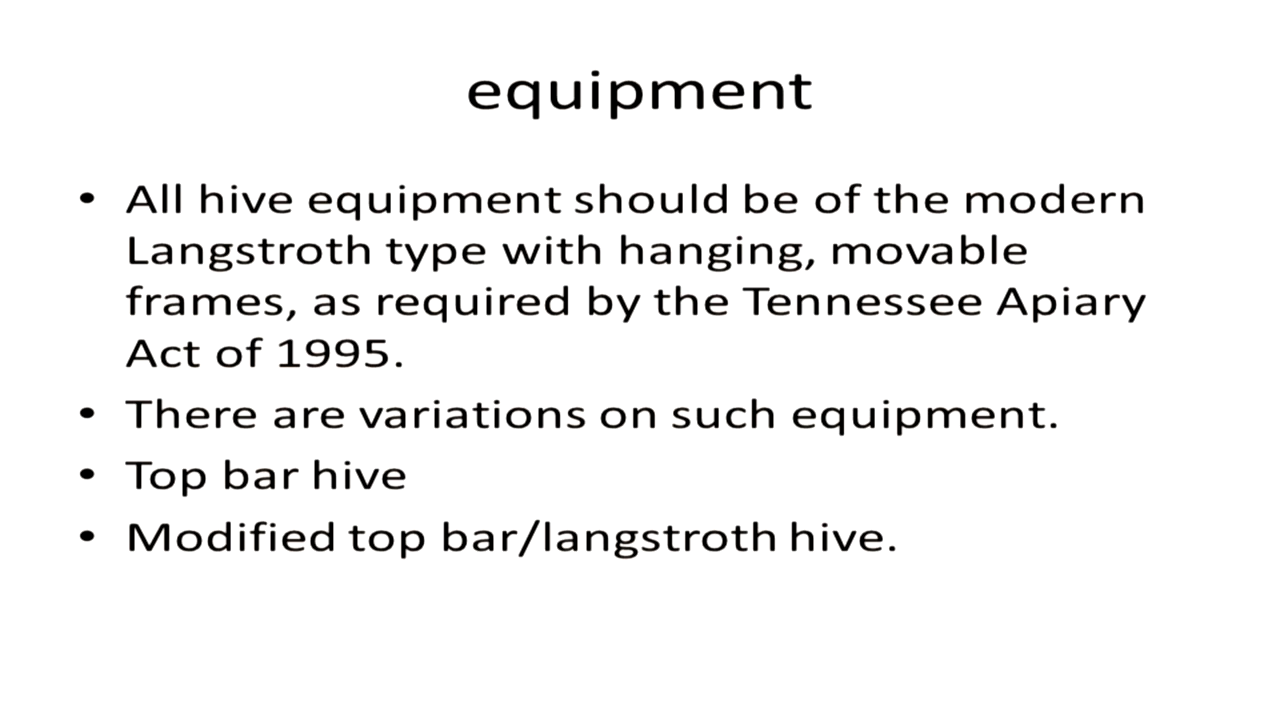 equipment
• All hive equipment should be of the modern
Langstroth type with hanging, movable
frames, as required by the Tennessee Apiary
Act of 1995.
• There are variations on such equipment.
• Top bar hive
• Modified top bar/langstroth hive.